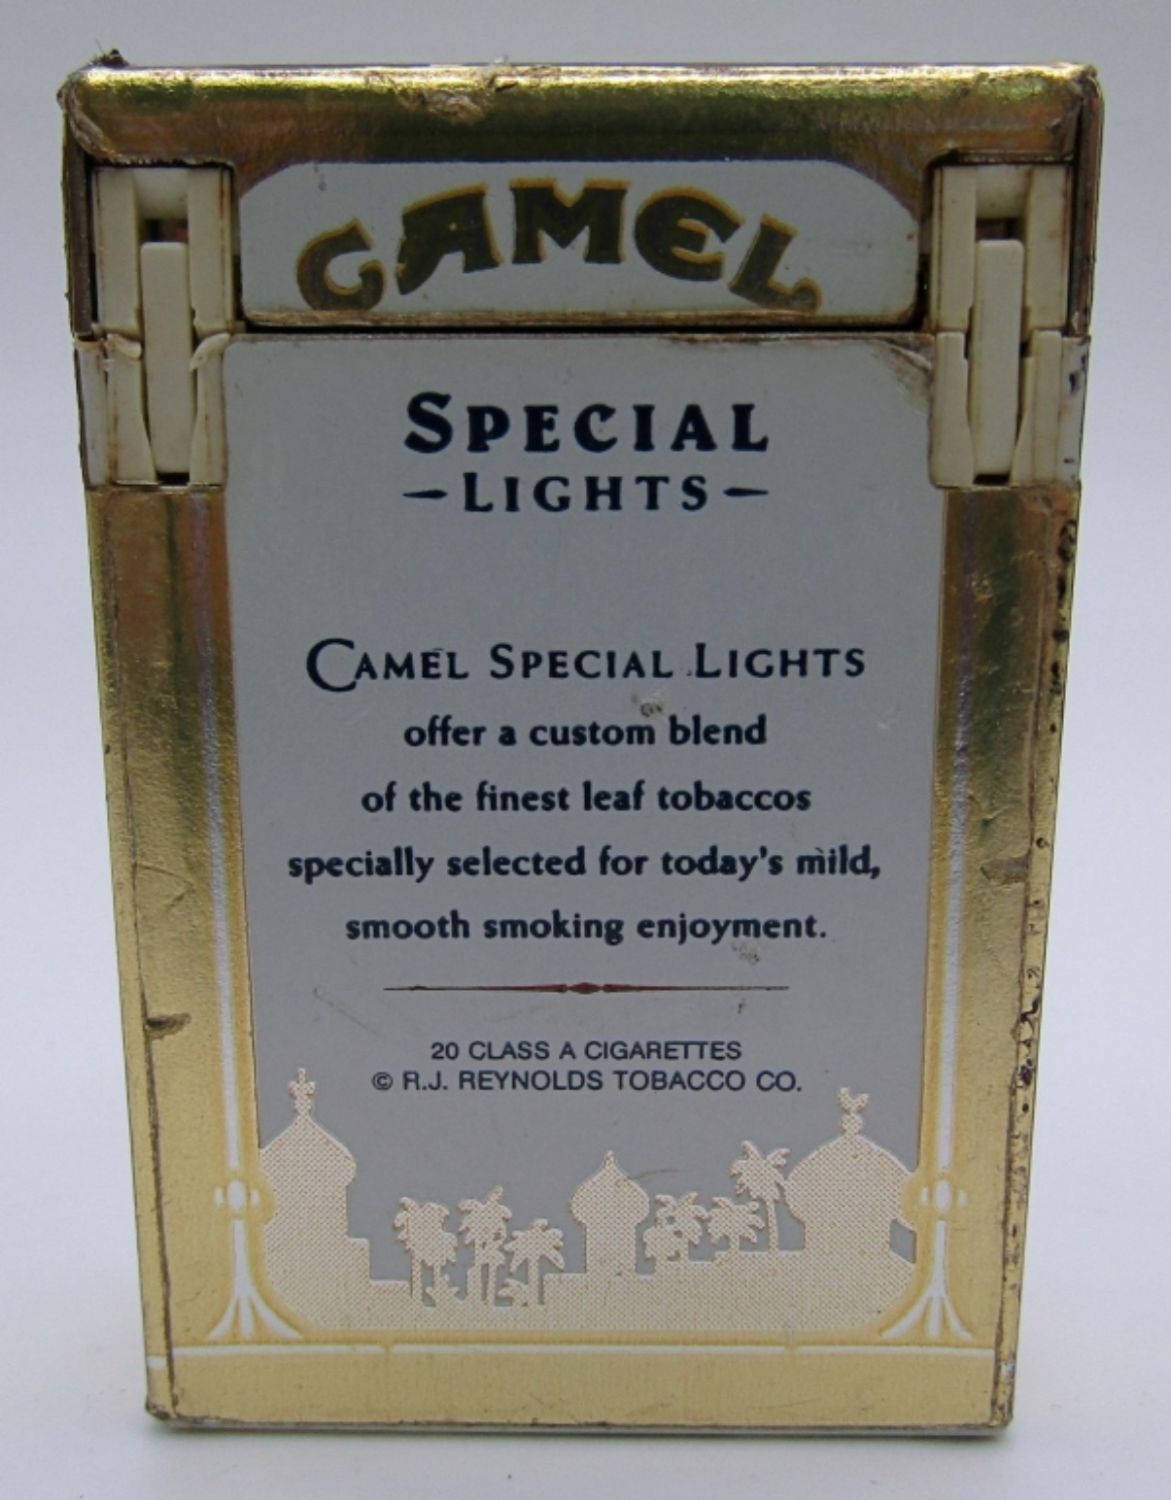 CAMEL
SPECIAL
-LIGHTS-
CAMEL SPECIAL LIGHTS
offer a custom blend
of the finest leaf tobaccos
specially selected for today's mild,
smooth smoking enjoyment.
20 CLASS A CIGARETTES
© R.J. REYNOLDS TOBACCO CO.